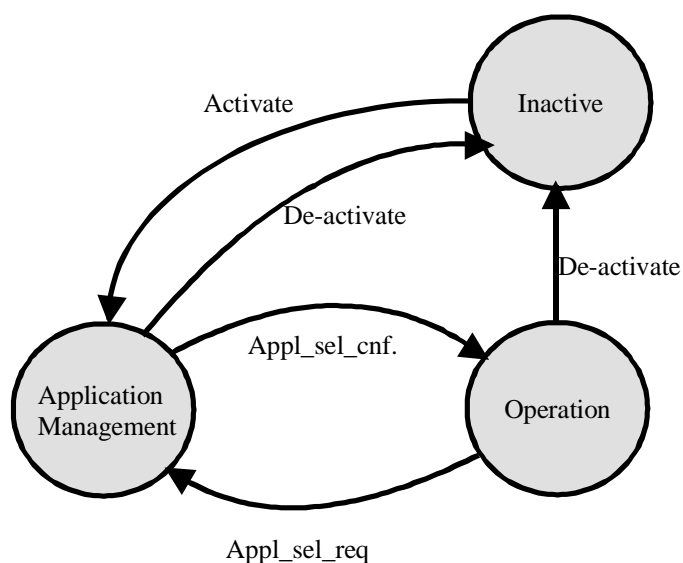 Activate
Inactive
De-activate
De-activate
Appl_sel_cnf.
Application
Management
Operation
Appl_sel_req